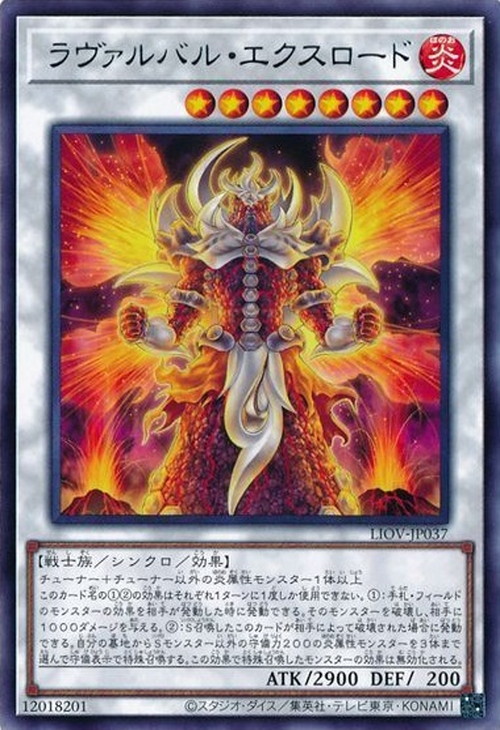 ラヴァルバル・エクスロード
炎
ほのお
LIOV-JP037
【戦士族／シンクロ／効果】
チューナー＋チューナー以外の炎属性モンスター1体以上
このカード名の①②の効果はそれぞれ1ターンに1度しか使用できない。①：手札・フィールド
のモンスターの効果を相手が発動した時に発動できる。そのモンスターを破壊し、相手に
1000ダメージを与える。②：S召喚したこのカードが相手によって破壊された場合に発動
できる。自分の墓地からSモンスター以外の守備力200の炎属性モンスターを3体まで
選んで守備表示で特殊召喚する。この効果で特殊召喚したモンスターの効果は無効化される。
ATK/2900 DEF/ 200
12018201
©スタジオ・ダイス／集英社・テレビ東京・KONAMI